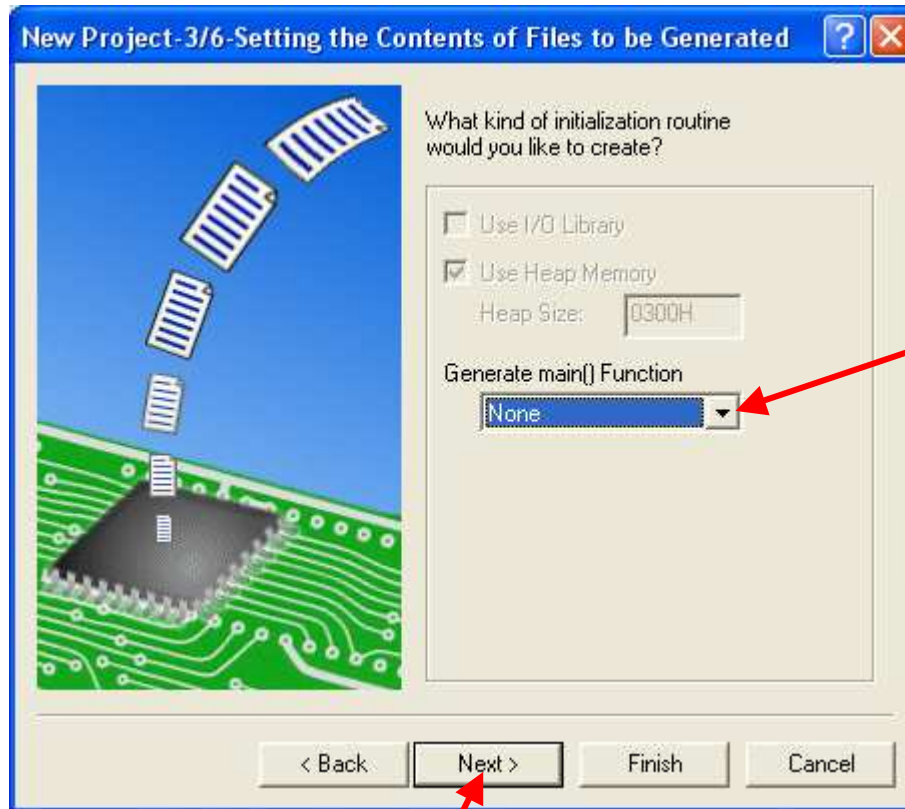 New Project-3/6-Setting the Contents of Files to be Generated
What kind of initialization routine
would you like to create?
Use I/O Library
Use Heap Memory
Heap Size: 0300H
Generate main() Function
None
< Back Next > Finish Cancel